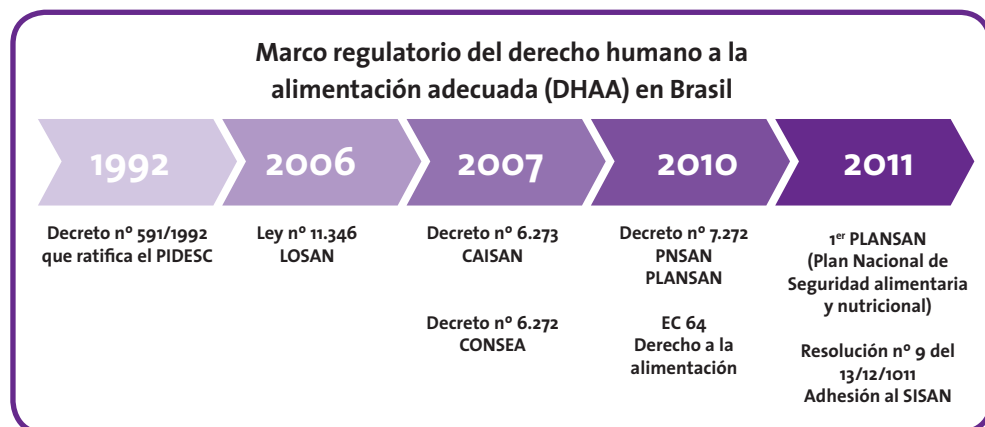 Marco regulatorio del derecho humano a la
alimentación adecuada (DHAA) en Brasil
1992
2006
2007
2010
2011
Decreto nº 591/1992
que ratifica el PIDESC
Ley nº 11.346
LOSAN
Decreto nº 6.273
CAISAN
Decreto nº 6.272
CONSEA
Decreto nº 7.272
PNSAN
PLANSAN
EC 64
Derecho a la
alimentación
1er PLANSAN
(Plan Nacional de
Seguridad alimentaria
y nutricional)
Resolución nº 9 del
13/12/1011
Adhesión al SISAN